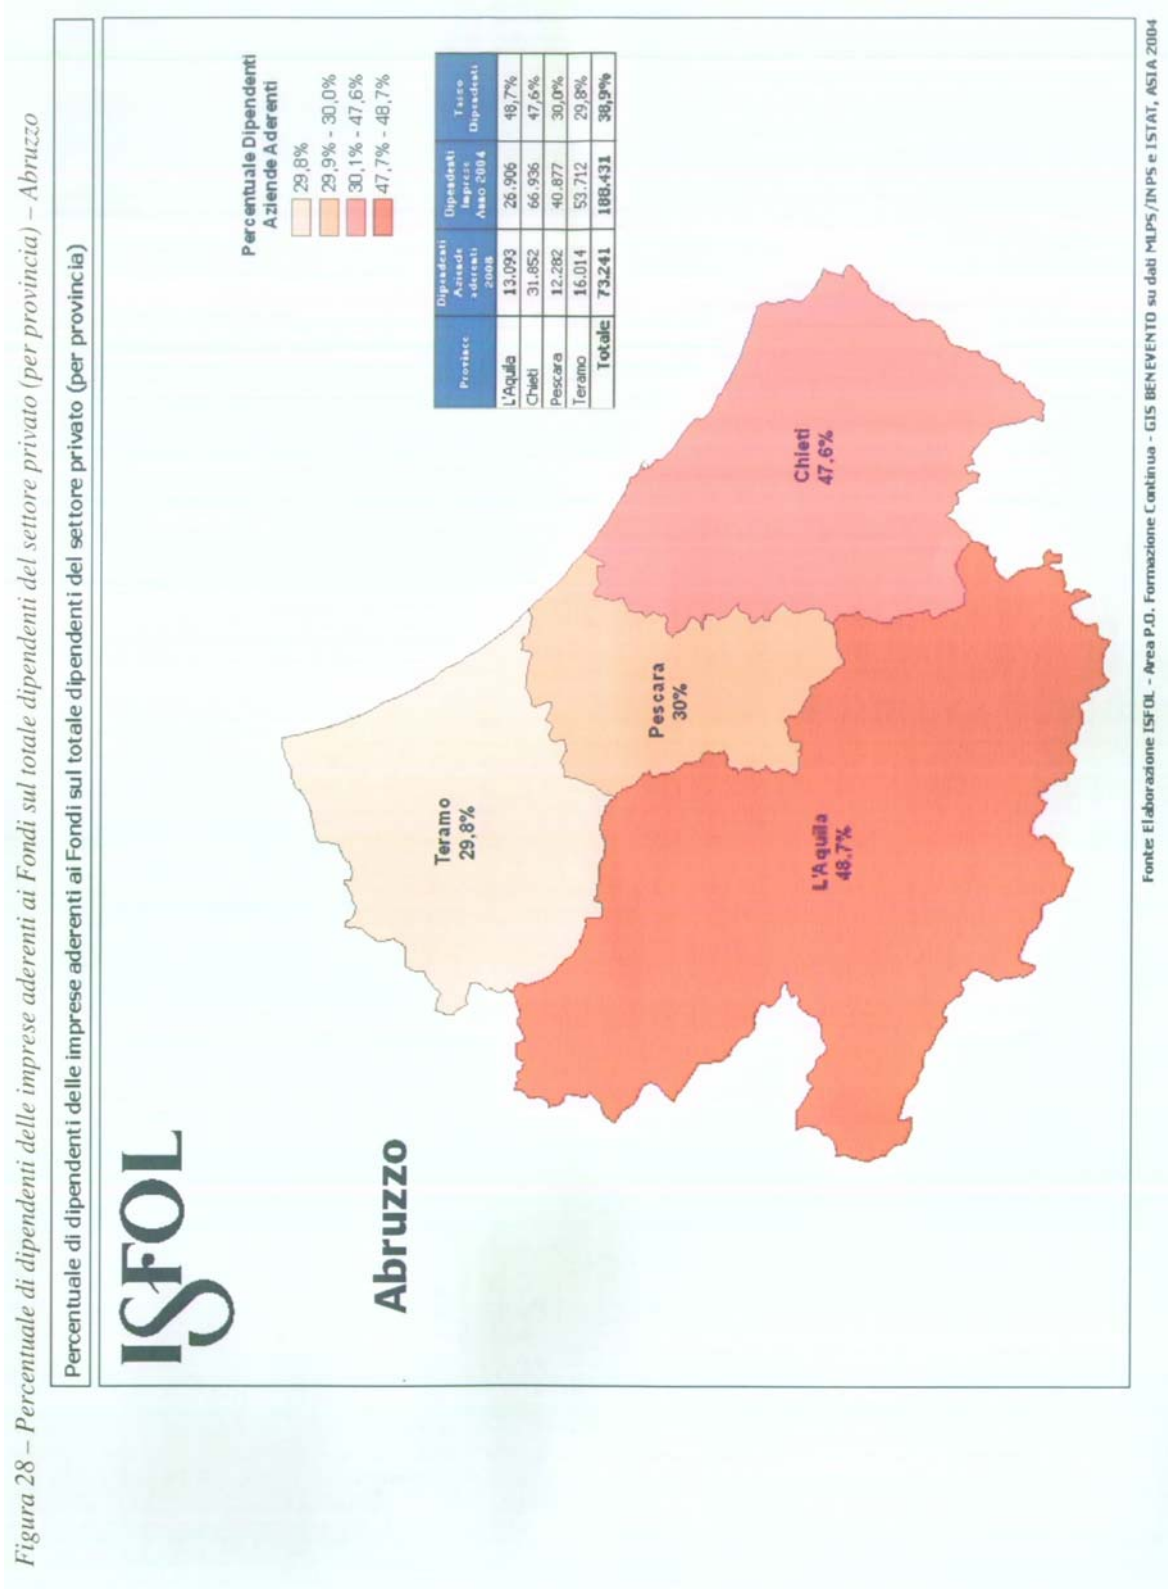 Figura 28 – Percentuale di dipendenti delle imprese aderenti ai Fondi sul totale dipendenti del settore privato (per provincia) – Abruzzo
Percentuale di dipendenti delle imprese aderenti ai Fondi sul totale dipendenti del settore privato (per provincia)
ISFOL
Abruzzo
Percentuale Dipendenti
Aziende Aderenti
29,8%
29,9% - 30,0%
30,1% - 47,6%
47,7% - 48,7%
Province Dipendenti Aziende aderenti 2008 Dipendenti Imprese Anno 2004 Tasso Dipendenti
L'Aquila 13.093 26.906 48,7%
Chieti 31.852 66.936 47,6%
Pescara 12.282 40.877 30,0%
Teramo 16.014 53.712 29,8%
Totale 73.241 188.431 38,9%
Teramo
29,8%
Pescara
30%
Chieti
47,6%
L'Aquila
48.7%
Fonte: Elaborazione ISFOL - Area P.O. Formazione Continua - GIS BENEVENTO su dati MLPS/INPS e ISTAT, ASIA 2004